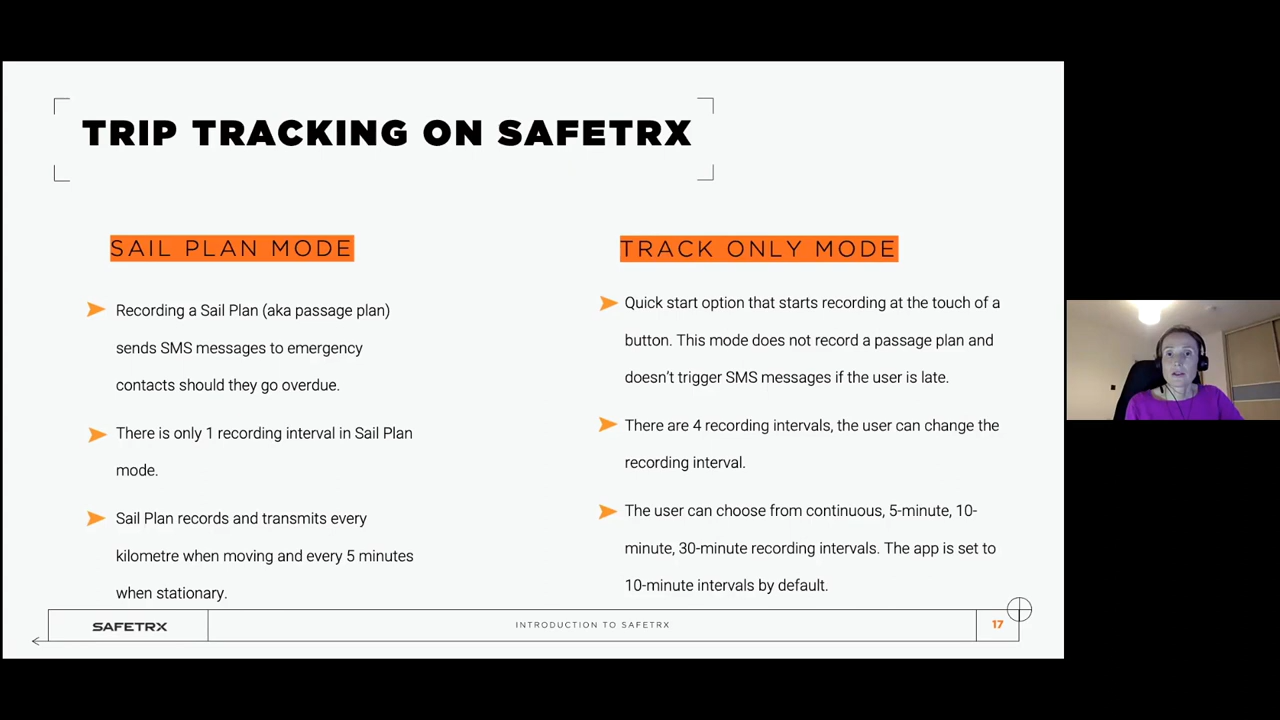 TRIP TRACKING ON SAFETRX
SAIL PLAN MODE
Recording a Sail Plan (aka passage plan)
sends SMS messages to emergency
contacts should they go overdue.
There is only 1 recording interval in Sail Plan
mode.
Sail Plan records and transmits every
kilometre when moving and every 5 minutes
when stationary.
TRACK ONLY MODE
Quick start option that starts recording at the touch of a
button. This mode does not record a passage plan and
doesn't trigger SMS messages if the user is late.
There are 4 recording intervals, the user can change the
recording interval.
The user can choose from continuous, 5-minute, 10-
minute, 30-minute recording intervals. The app is set to
10-minute intervals by default.
SAFETRX
INTRODUCTION TO SAFETRX
17